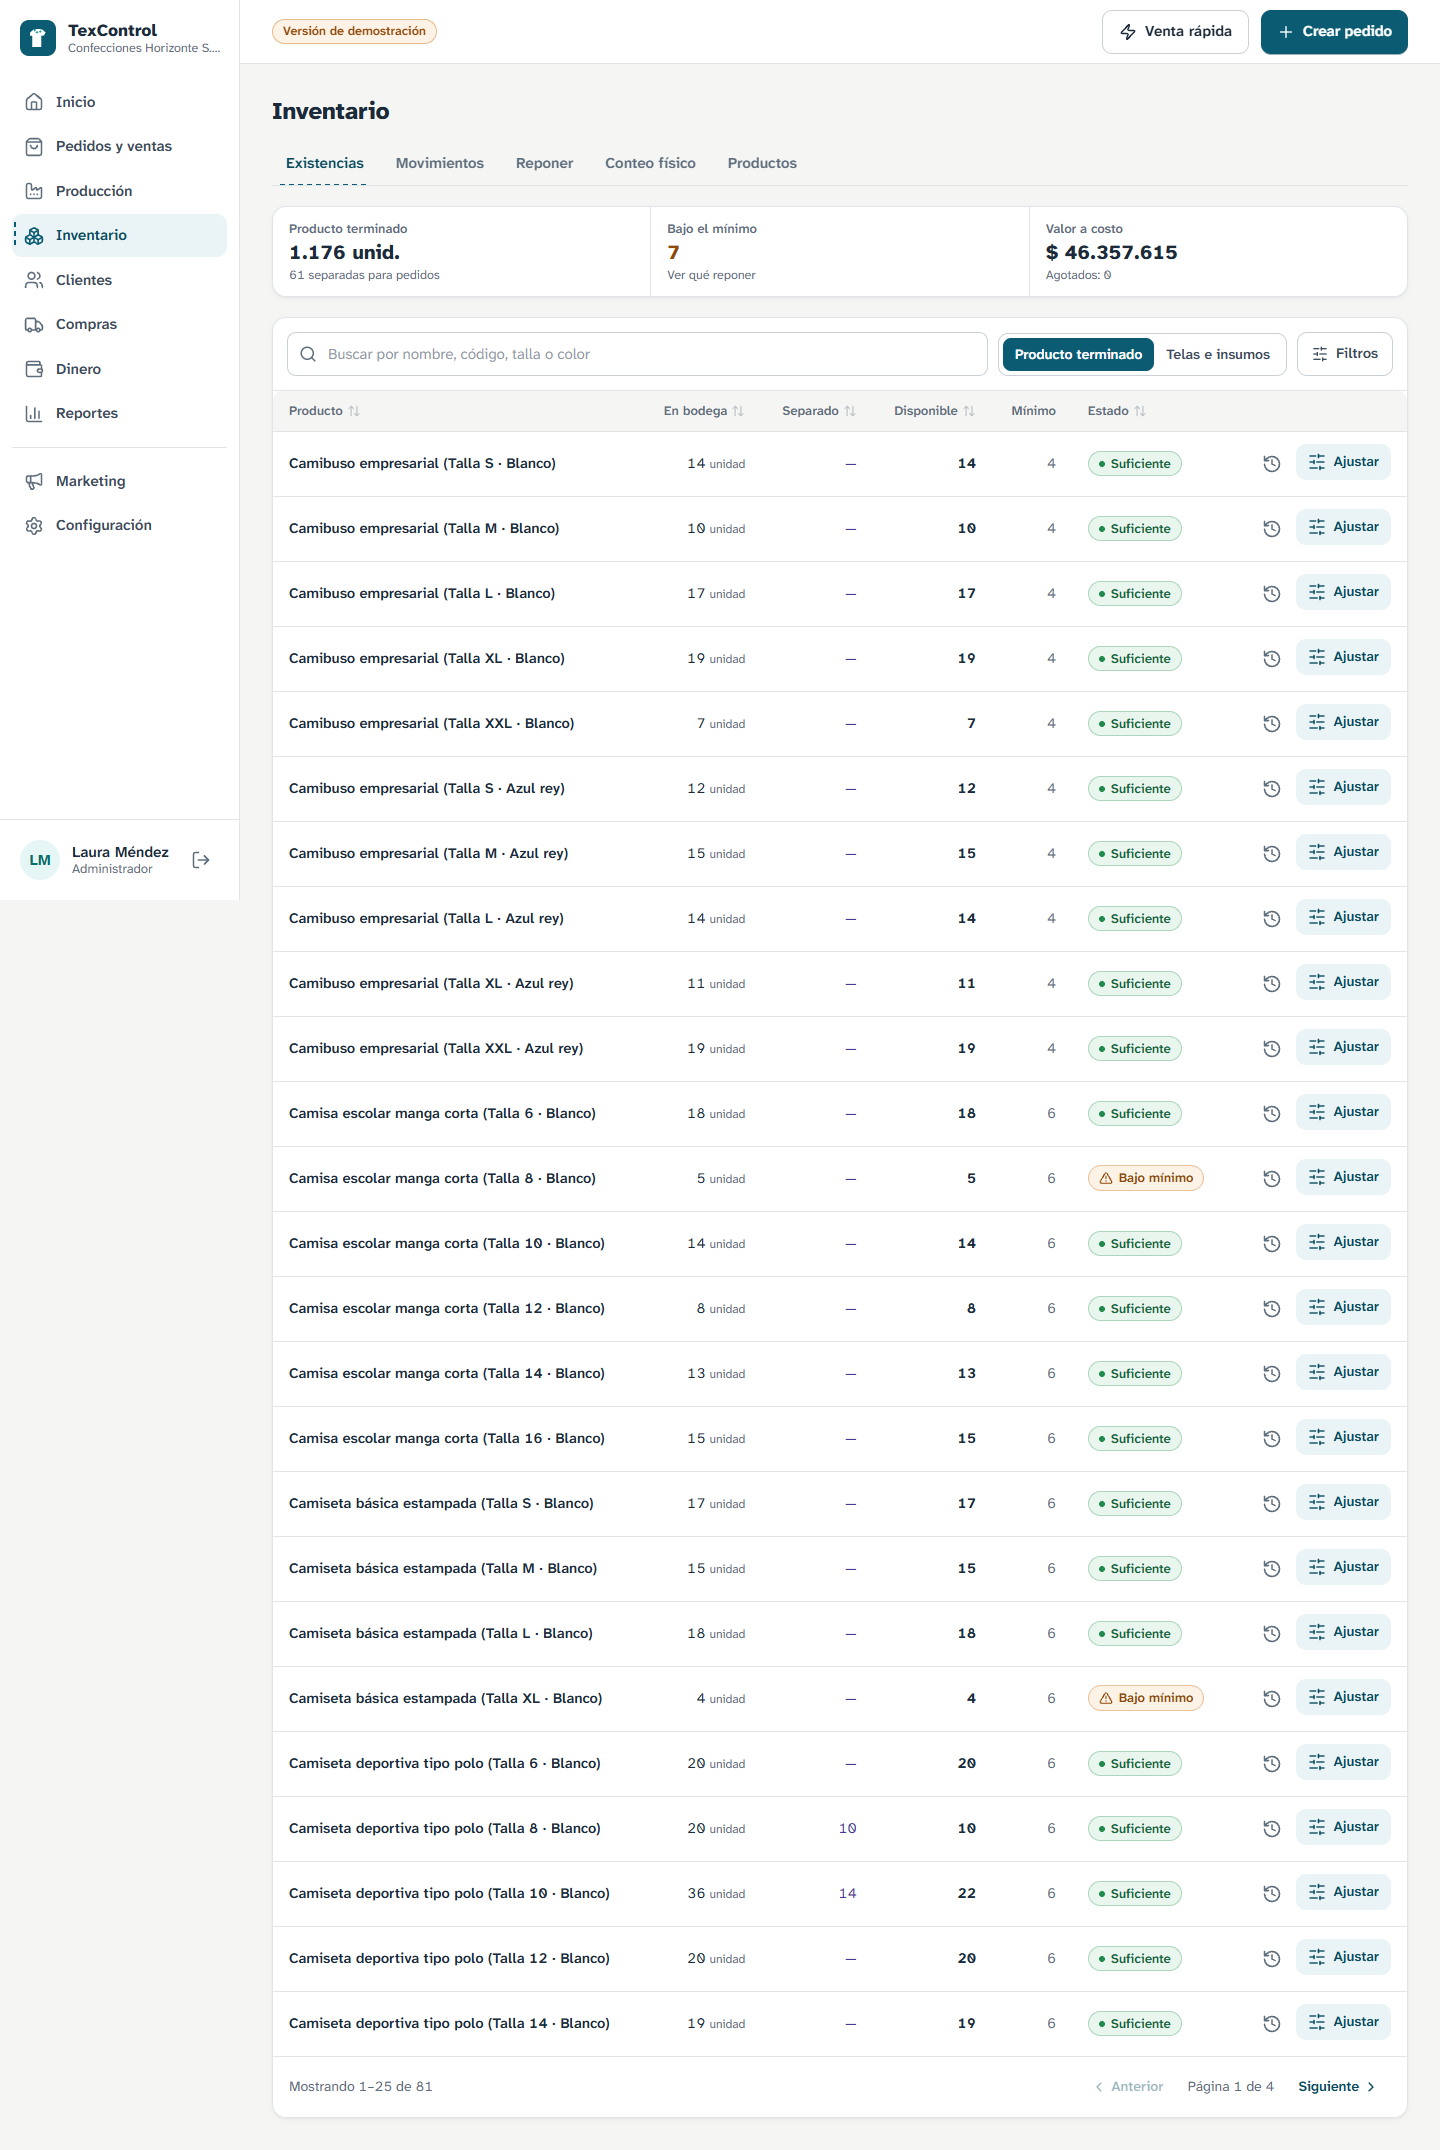 TexControl
Confecciones Horizonte S....
Inicio
Pedidos y ventas
Producción
Inventario
Clientes
Compras
Dinero
Reportes
Marketing
Configuración
LM
Laura Méndez
Administrador
Versión de demostración
Venta rápida
Crear pedido
Inventario
Existencias Movimientos Reponer Conteo físico Productos
Producto terminado
1.176 unid.
61 separadas para pedidos
Bajo el mínimo
7
Ver qué reponer
Valor a costo
$ 46.357.615
Agotados: 0
Buscar por nombre, código, talla o color
Producto terminado Telas e insumos Filtros
Producto En bodega Separado Disponible Mínimo Estado
Camibuso empresarial (Talla S · Blanco) 14 unidad — 14 4 Suficiente Ajustar
Camibuso empresarial (Talla M · Blanco) 10 unidad — 10 4 Suficiente Ajustar
Camibuso empresarial (Talla L · Blanco) 17 unidad — 17 4 Suficiente Ajustar
Camibuso empresarial (Talla XL · Blanco) 19 unidad — 19 4 Suficiente Ajustar
Camibuso empresarial (Talla XXL · Blanco) 7 unidad — 7 4 Suficiente Ajustar
Camibuso empresarial (Talla S · Azul rey) 12 unidad — 12 4 Suficiente Ajustar
Camibuso empresarial (Talla M · Azul rey) 15 unidad — 15 4 Suficiente Ajustar
Camibuso empresarial (Talla L · Azul rey) 14 unidad — 14 4 Suficiente Ajustar
Camibuso empresarial (Talla XL · Azul rey) 11 unidad — 11 4 Suficiente Ajustar
Camibuso empresarial (Talla XXL · Azul rey) 19 unidad — 19 4 Suficiente Ajustar
Camisa escolar manga corta (Talla 6 · Blanco) 18 unidad — 18 6 Suficiente Ajustar
Camisa escolar manga corta (Talla 8 · Blanco) 5 unidad — 5 6 Bajo mínimo Ajustar
Camisa escolar manga corta (Talla 10 · Blanco) 14 unidad — 14 6 Suficiente Ajustar
Camisa escolar manga corta (Talla 12 · Blanco) 8 unidad — 8 6 Suficiente Ajustar
Camisa escolar manga corta (Talla 14 · Blanco) 13 unidad — 13 6 Suficiente Ajustar
Camisa escolar manga corta (Talla 16 · Blanco) 15 unidad — 15 6 Suficiente Ajustar
Camiseta básica estampada (Talla S · Blanco) 17 unidad — 17 6 Suficiente Ajustar
Camiseta básica estampada (Talla M · Blanco) 15 unidad — 15 6 Suficiente Ajustar
Camiseta básica estampada (Talla L · Blanco) 18 unidad — 18 6 Suficiente Ajustar
Camiseta básica estampada (Talla XL · Blanco) 4 unidad — 4 6 Bajo mínimo Ajustar
Camiseta deportiva tipo polo (Talla 6 · Blanco) 20 unidad — 20 6 Suficiente Ajustar
Camiseta deportiva tipo polo (Talla 8 · Blanco) 20 unidad 10 10 6 Suficiente Ajustar
Camiseta deportiva tipo polo (Talla 10 · Blanco) 36 unidad 14 22 6 Suficiente Ajustar
Camiseta deportiva tipo polo (Talla 12 · Blanco) 20 unidad — 20 6 Suficiente Ajustar
Camiseta deportiva tipo polo (Talla 14 · Blanco) 19 unidad — 19 6 Suficiente Ajustar
Mostrando 1–25 de 81 Anterior Página 1 de 4 Siguiente